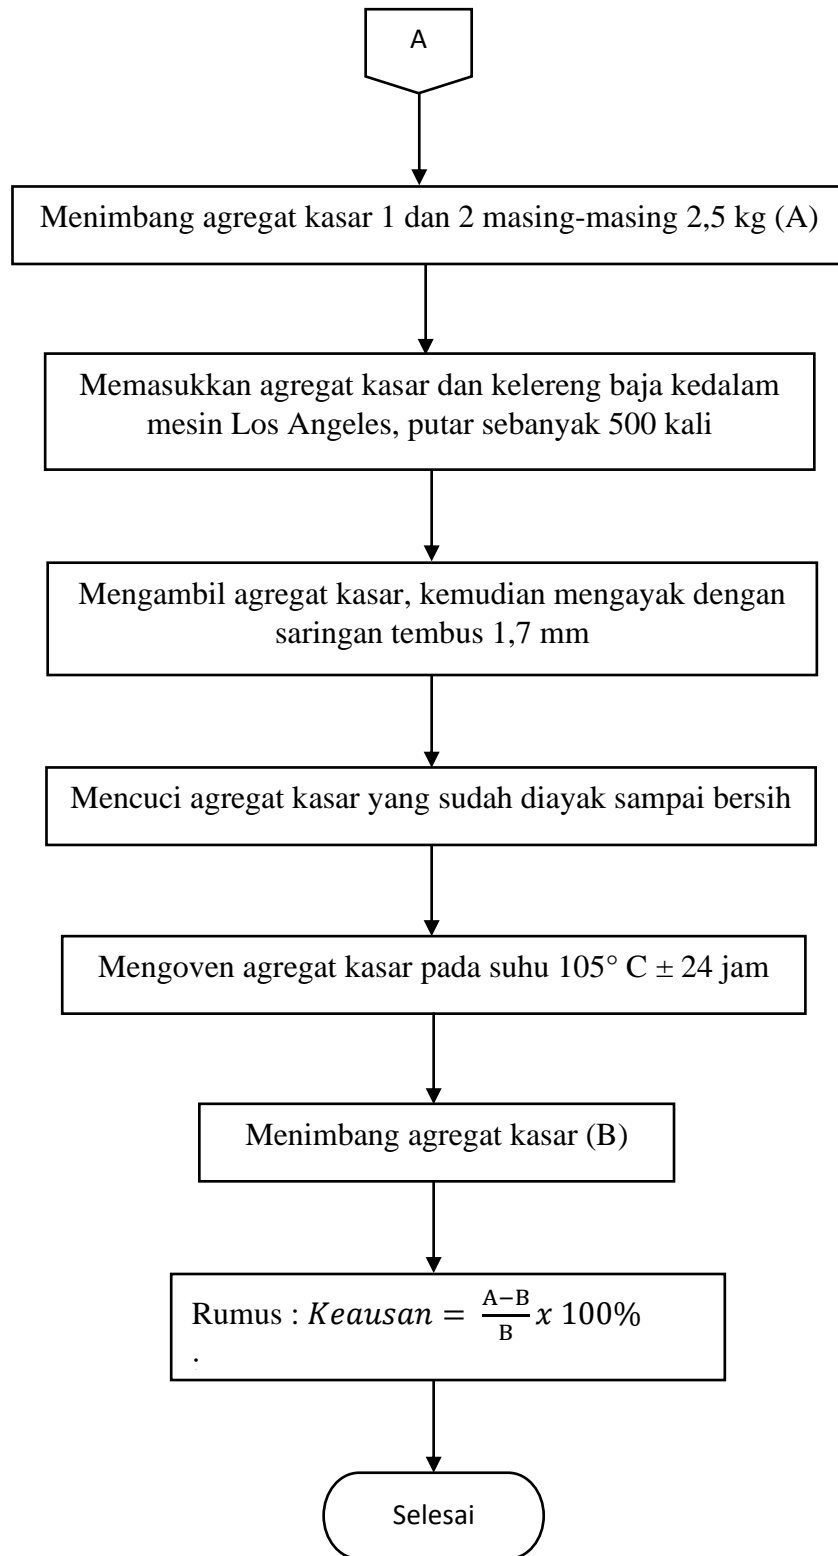 A
Menimbang agregat kasar 1 dan 2 masing-masing 2,5 kg (A)
Memasukkan agregat kasar dan kelereng baja kedalam
mesin Los Angeles, putar sebanyak 500 kali
Mengambil agregat kasar, kemudian mengayak dengan
saringan tembus 1,7 mm
Mencuci agregat kasar yang sudah diayak sampai bersih
Mengoven agregat kasar pada suhu 105° C ± 24 jam
Menimbang agregat kasar (B)
Rumus : Keausan = A−B/B x 100%
.
Selesai